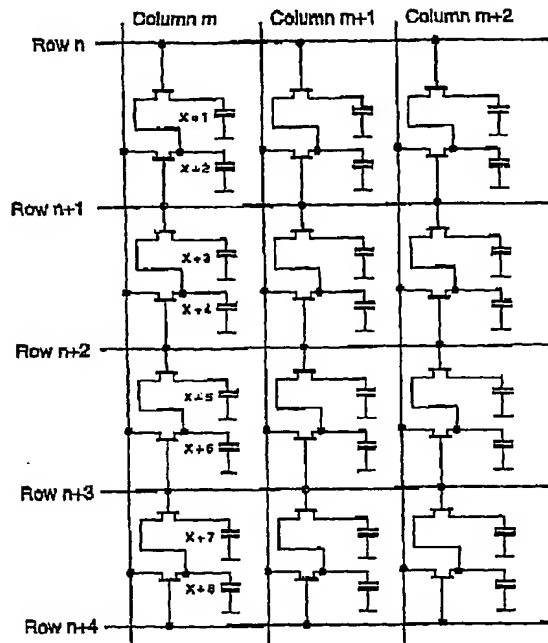 Column m Column m+1 Column m+2
Row n
X+1
X+2
Row n+1
X+3
X+4
Row n+2
X+5
X+6
Row n+3
X+7
X+8
Row n+4